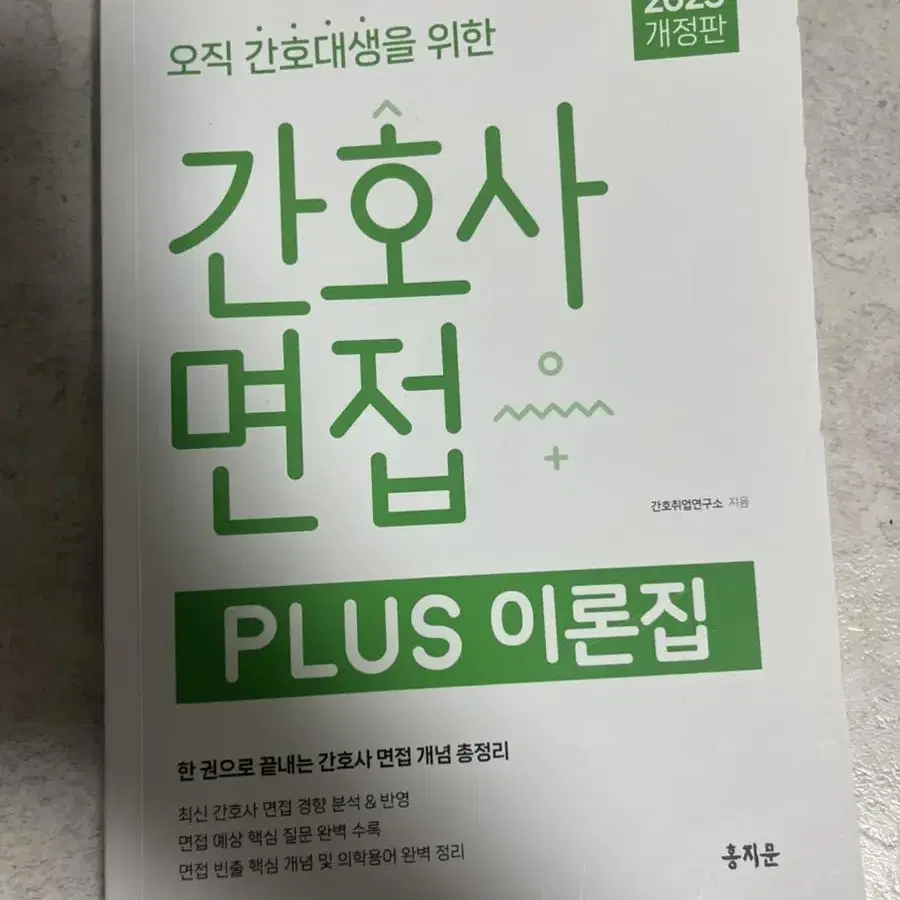 개정판
오직 간호대생을 위한
간호사
면접
간호취업연구소 지음
PLUS 이론집
한 권으로 끝내는 간호사 면접 개념 총정리
최신 간호사 면접 경향 분석 & 반영
면접 예상 핵심 질문 완벽 수록
면접 빈출 핵심 개념 및 의학용어 완벽 정리
홍지문